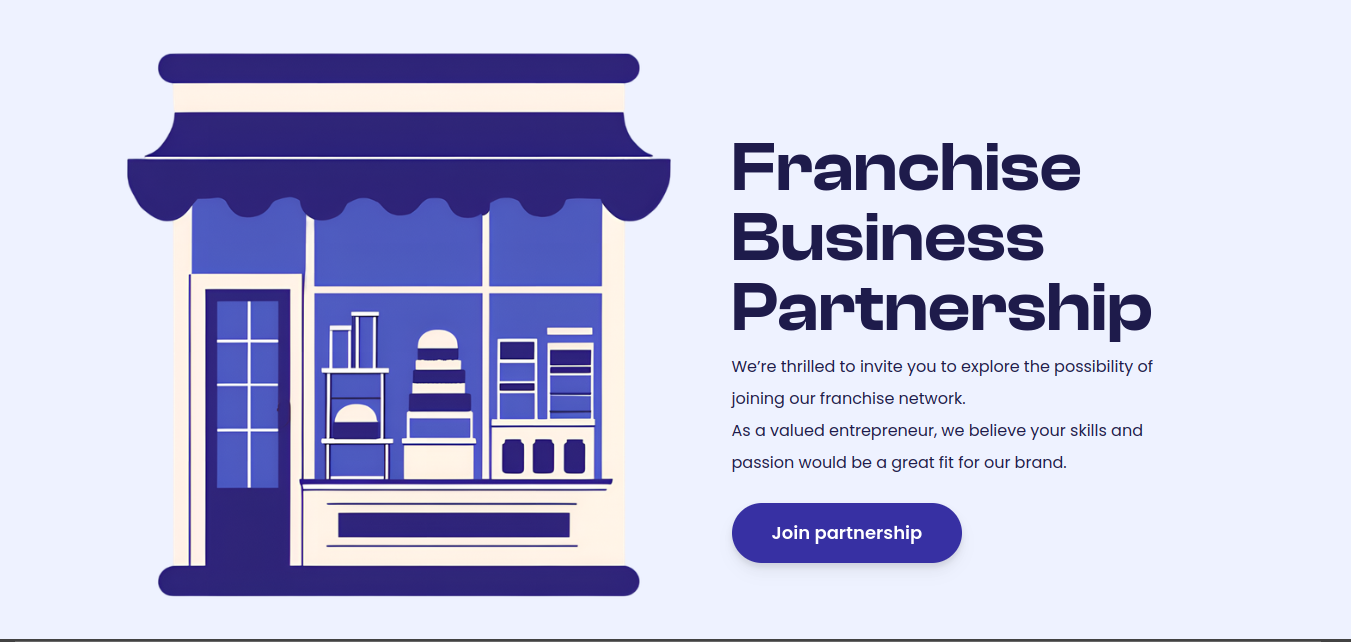 Franchise
Business
Partnership
We’re thrilled to invite you to explore the possibility of
joining our franchise network.
As a valued entrepreneur, we believe your skills and
passion would be a great fit for our brand.
Join partnership